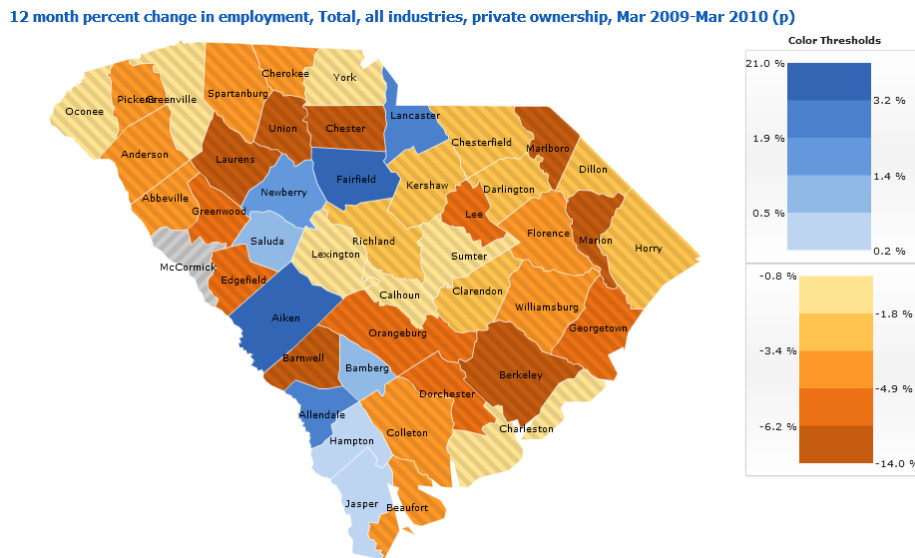 12 month percent change in employment, Total, all industries, private ownership, Mar 2009-Mar 2010 (p)
Color Thresholds
21.0 %
3.2 %
1.9 %
1.4 %
0.5 %
0.2 %
-0.8 %
-1.8 %
-3.4 %
-4.9 %
-6.2 %
-14.0 %
Cherokee
York
Spartanburg
Pickens
Greenville
Oconee
Lancaster
Union
Chester
Chesterfield
Marlboro
Anderson
Laurens
Dillon
Fairfield
Kershaw
Newberry
Darlington
Abbeville
Greenwood
Lee
Florence
Saluda
Richland
Marion
Horry
Lexington
Sumter
McCormick
Edgefield
Calhoun
Clarendon
Williamsburg
Aiken
Orangeburg
Georgetown
Barnwell
Bamberg
Berkeley
Dorchester
Allendale
Charleston
Colleton
Hampton
Jasper
Beaufort